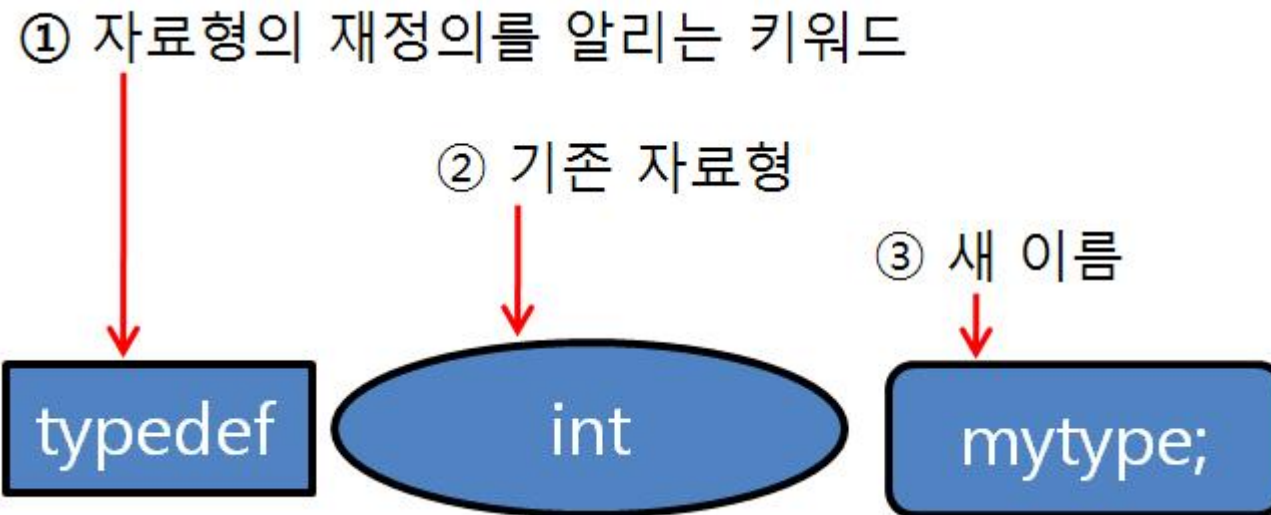 ① 자료형의 재정의를 알리는 키워드
② 기존 자료형
③ 새 이름
typedef int mytype;